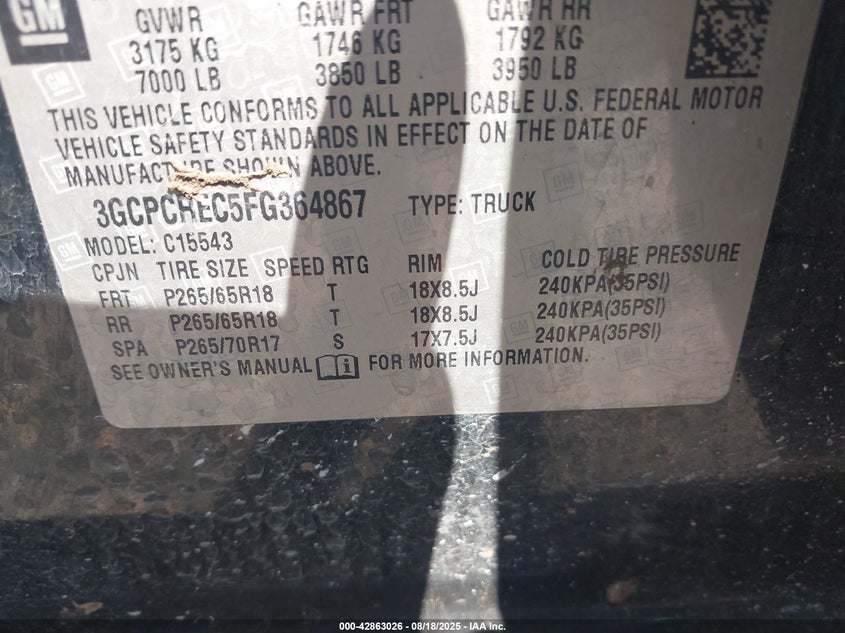 GM
GVWR GAWR FRT GAWR RR
3175 KG 1746 KG 1792 KG
7000 LB 3850 LB 3950 LB
THIS VEHICLE CONFORMS TO ALL APPLICABLE U.S. FEDERAL MOTOR
VEHICLE SAFETY STANDARDS IN EFFECT ON THE DATE OF
MANUFACTURE SHOWN ABOVE.
3GCPCHEC5FG364867 TYPE: TRUCK
MODEL: C15543
CPJN TIRE SIZE SPEED RTG RIM COLD TIRE PRESSURE
FRT P265/65R18 T 18X8.5J 240KPA(35PSI)
RR P265/65R18 T 18X8.5J 240KPA(35PSI)
SPA P265/70R17 S 17X7.5J 240KPA(35PSI)
SEE OWNER'S MANUAL FOR MORE INFORMATION.
000-42863026 - 08/18/2025 - IAA Inc.